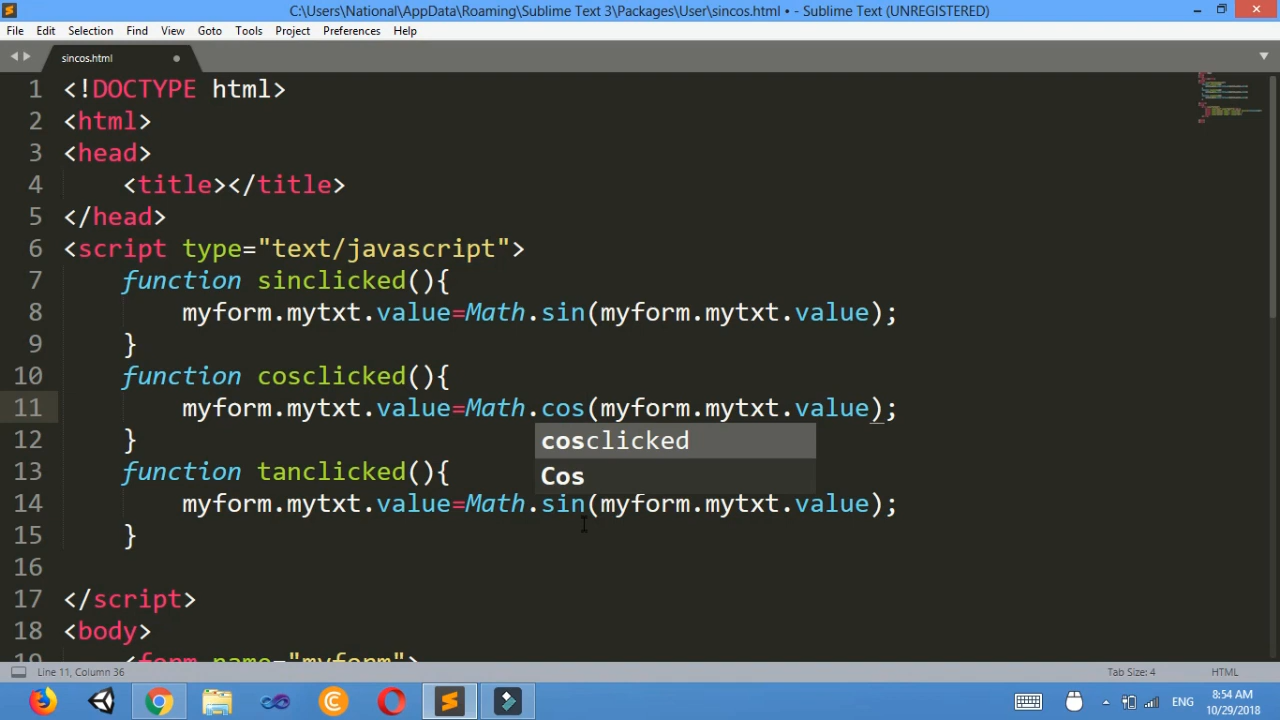 C:\Users\National\AppData\Roaming\Sublime Text 3\Packages\User\sincos.html • - Sublime Text (UNREGISTERED)
File Edit Selection Find View Goto Tools Project Preferences Help
sincos.html
1 <!DOCTYPE html>
2 <html>
3 <head>
4 <title></title>
5 </head>
6 <script type="text/javascript">
7 function sinclicked(){
8 myform.mytxt.value=Math.sin(myform.mytxt.value);
9 }
10 function cosclicked(){
11 myform.mytxt.value=Math.cos(myform.mytxt.value);
cosclicked
12 }
Cos
13 function tanclicked(){
14 myform.mytxt.value=Math.sin(myform.mytxt.value);
15 }
16
17 </script>
18 <body>
19 <form name="myform">
Line 11, Column 36
Tab Size: 4
HTML
ENG
8:54 AM
10/29/2018